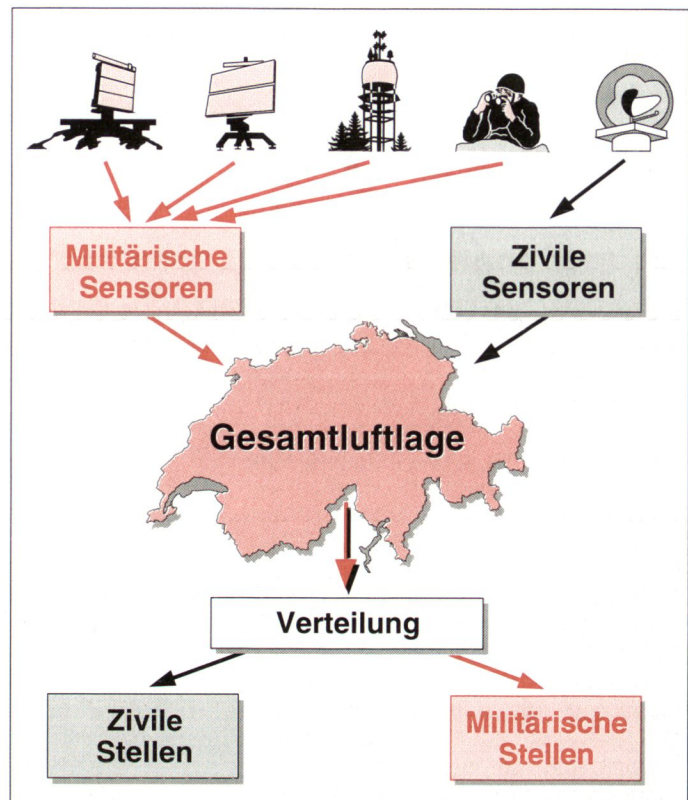 Militärische
Sensoren
Zivile
Sensoren
Gesamtluftlage
Verteilung
Zivile
Stellen
Militärische
Stellen